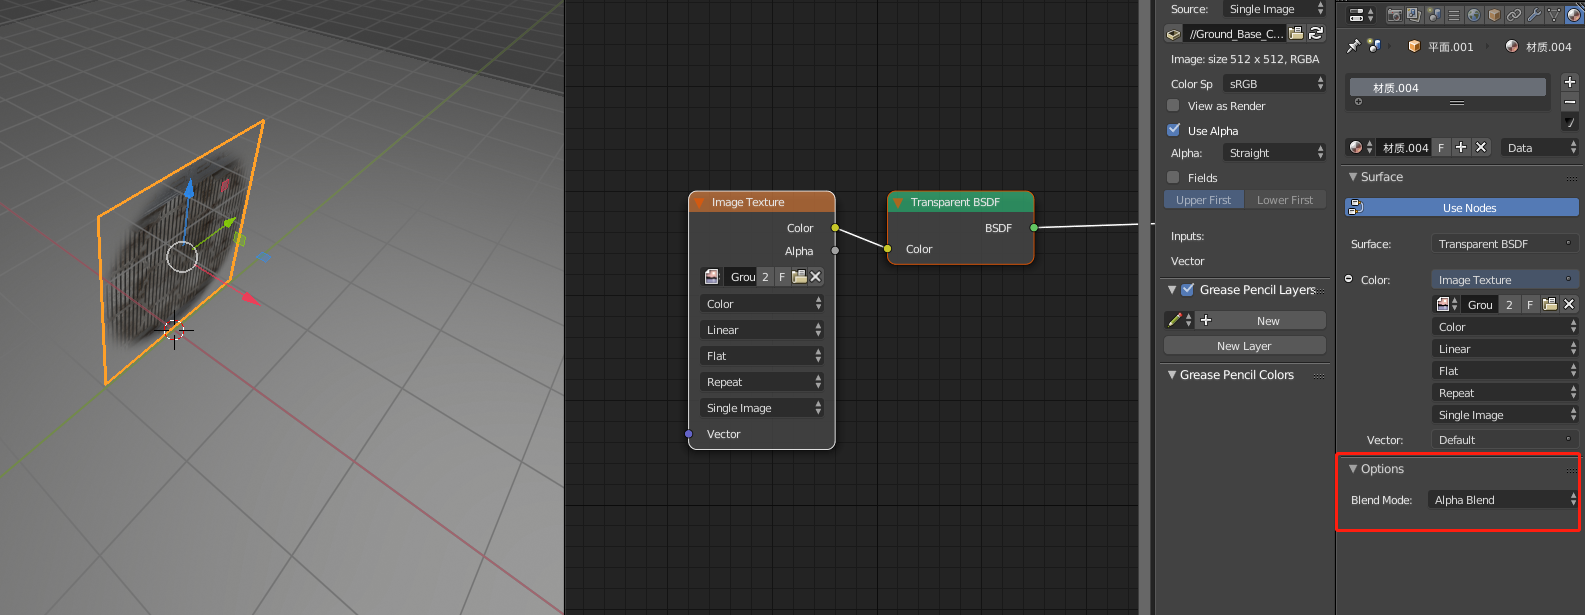 Image Texture
Color
Alpha
Grou 2 F
Color
Linear
Flat
Repeat
Single Image
Vector
Transparent BSDF
BSDF
Color
Source: Single Image
//Ground_Base_C...
Image: size 512 x 512, RGBA
Color Sp sRGB
View as Render
Use Alpha
Alpha: Straight
Fields
Upper First Lower First
Inputs:
Vector
Grease Pencil Layers
New
New Layer
Grease Pencil Colors
平面.001 材质.004
材质.004
材质.004 F Data
Surface
Use Nodes
Surface: Transparent BSDF
Color: Image Texture
Grou 2 F
Color
Linear
Flat
Repeat
Single Image
Vector: Default
Options
Blend Mode: Alpha Blend